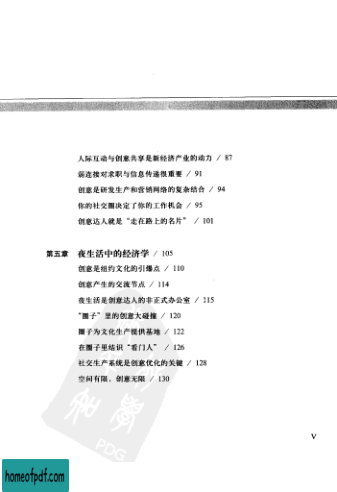 人际互动与创意共享是新经济产业的动力 / 87
弱连接对求职与信息传递很重要 / 91
创意是研发生产和营销网络的复杂结合 / 94
你的社交圈决定了你的工作机会 / 95
创意达人就是“走在路上的名片” / 101
第五章 夜生活中的经济学 / 105
创意是纽约文化的引爆点 / 110
创意产生的交流节点 / 114
夜生活是创意达人的非正式办公室 / 115
“圈子”里的创意大碰撞 / 120
圈子为文化生产提供基地 / 122
在圈子里结识“看门人” / 126
社交生产系统是创意优化的关键 / 128
空间有限，创意无限 / 130
PDG
V
homeofpdf.com